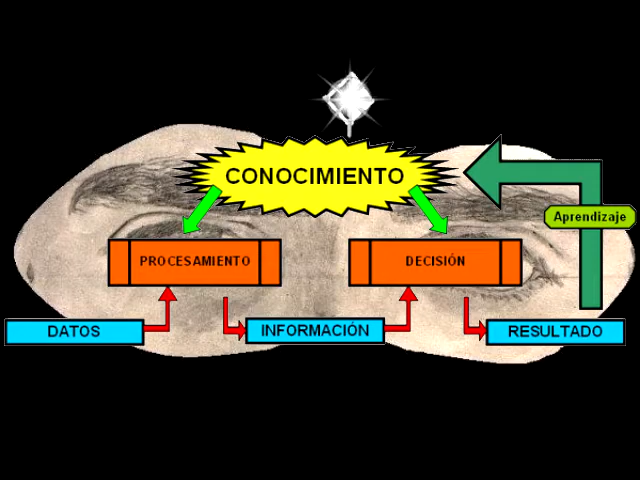 CONOCIMIENTO
Aprendizaje
PROCESAMIENTO
DECISIÓN
DATOS
INFORMACIÓN
RESULTADO